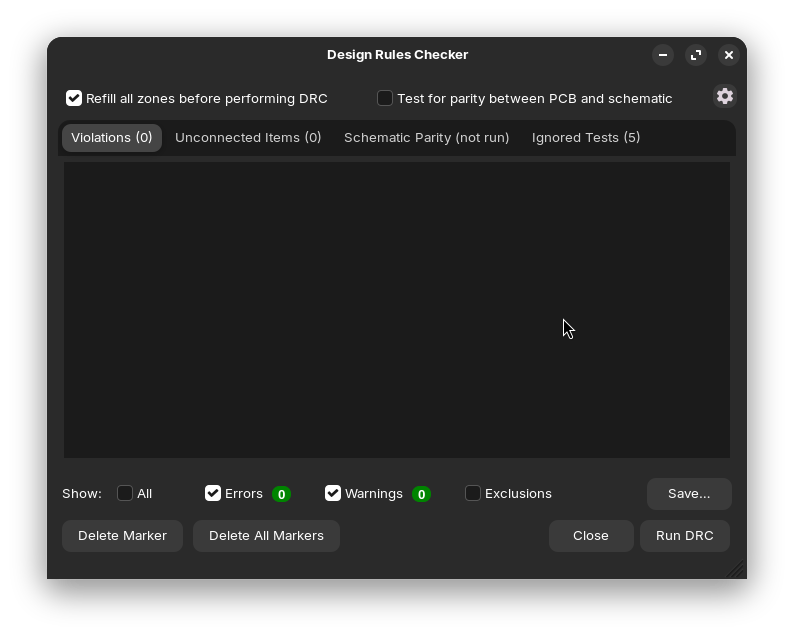 Design Rules Checker
Refill all zones before performing DRC Test for parity between PCB and schematic
Violations (0) Unconnected Items (0) Schematic Parity (not run) Ignored Tests (5)
Show: All Errors 0 Warnings 0 Exclusions Save...
Delete Marker Delete All Markers Close Run DRC